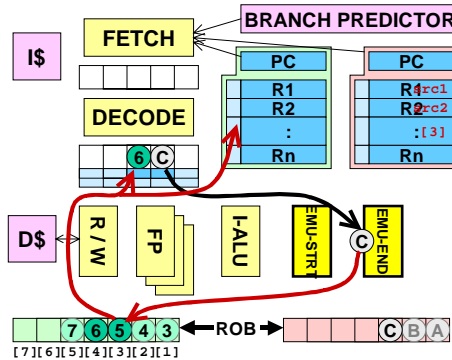 BRANCH PREDICTOR
FETCH
I$
PC
PC
R1
R1
src1
R2
R2
src2
DECODE
:
:
[3]
6
C
Rn
Rn
D$
R / W
FP
I-ALU
EMU-STRT
EMU-END
C
7
6
5
4
3
ROB
C
B
A
[7][6][5][4][3][2][1]